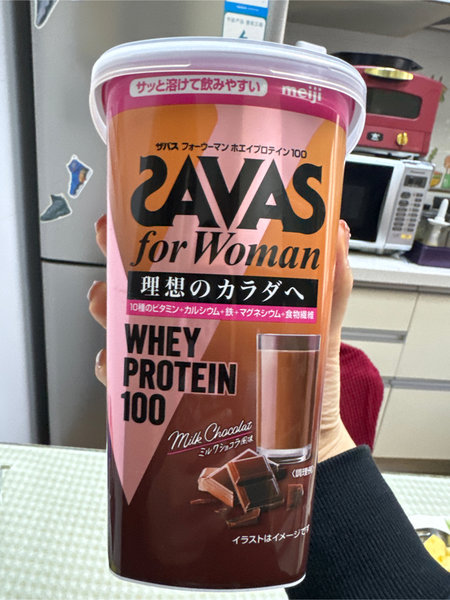 サッと溶けて飲みやすい
meiji
ザバス フォーウーマン ホエイプロテイン100
SAVAS
for Woman
理想のカラダへ
10種のビタミン+カルシウム+鉄+マグネシウム+食物繊維
WHEY
PROTEIN
100
Milk Chocolat
ミルクショコラ風味
〈調理例
イラストはイメージです